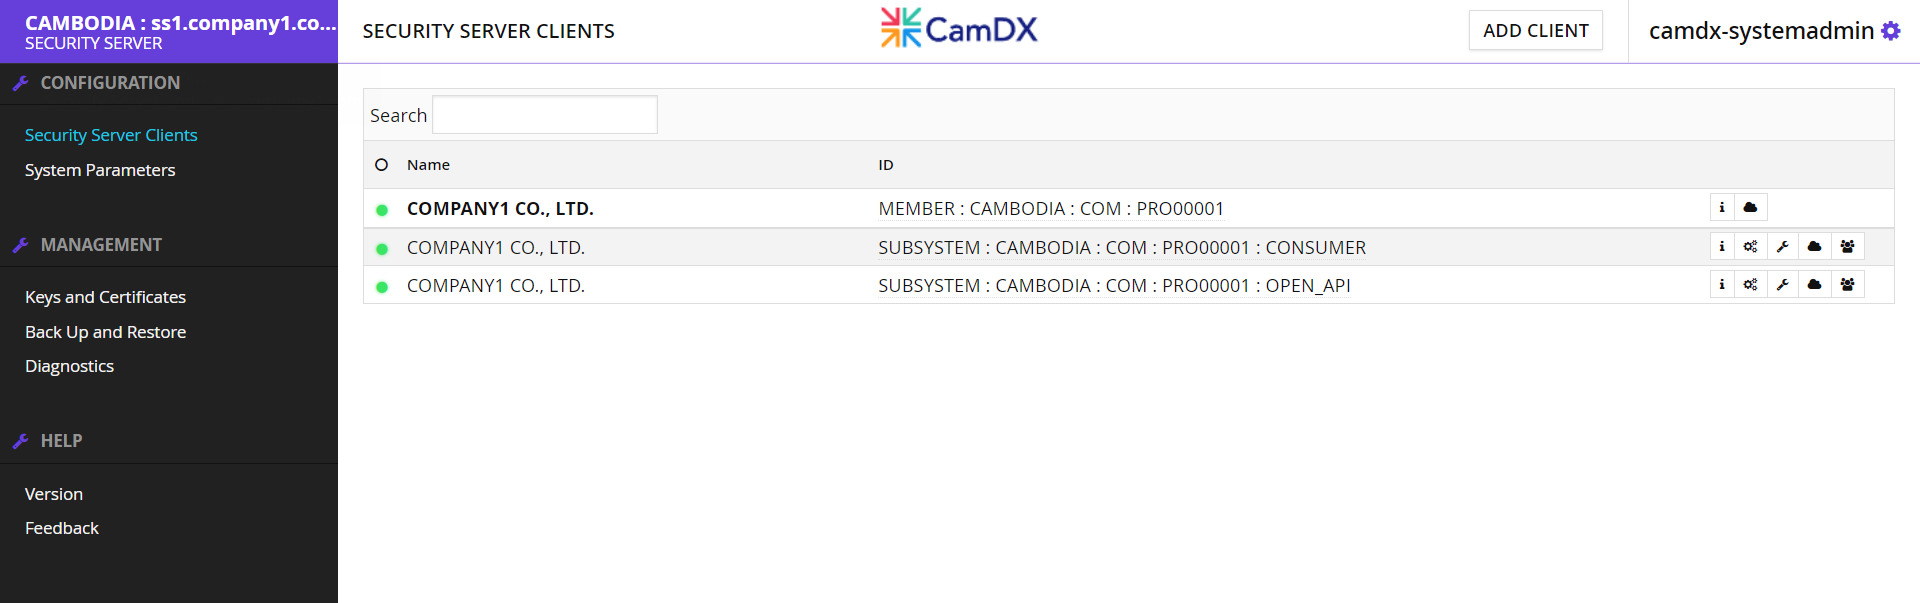 CAMBODIA : ss1.company1.co...
SECURITY SERVER
SECURITY SERVER CLIENTS
CamDX
ADD CLIENT
camdx-systemadmin
CONFIGURATION
Security Server Clients
System Parameters
MANAGEMENT
Keys and Certificates
Back Up and Restore
Diagnostics
HELP
Version
Feedback
Search
Name ID
COMPANY1 CO., LTD. MEMBER : CAMBODIA : COM : PRO00001
COMPANY1 CO., LTD. SUBSYSTEM : CAMBODIA : COM : PRO00001 : CONSUMER
COMPANY1 CO., LTD. SUBSYSTEM : CAMBODIA : COM : PRO00001 : OPEN_API